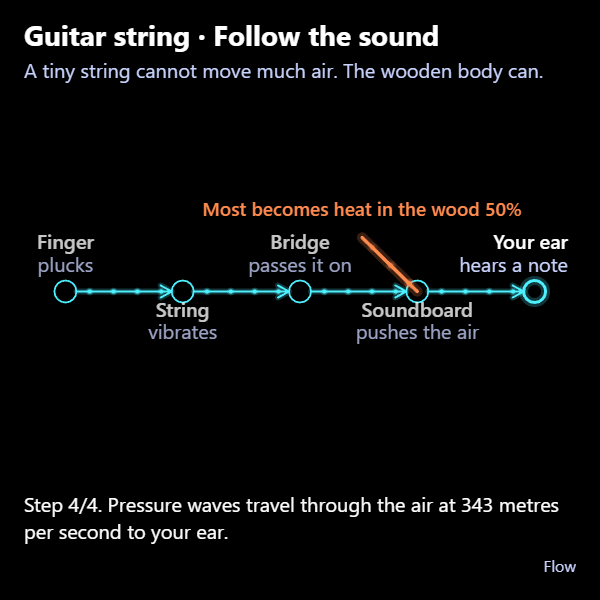 Guitar string · Follow the sound
A tiny string cannot move much air. The wooden body can.
Most becomes heat in the wood 50%
Finger
plucks
Bridge
passes it on
Your ear
hears a note
String
vibrates
Soundboard
pushes the air
Step 4/4. Pressure waves travel through the air at 343 metres
per second to your ear.
Flow